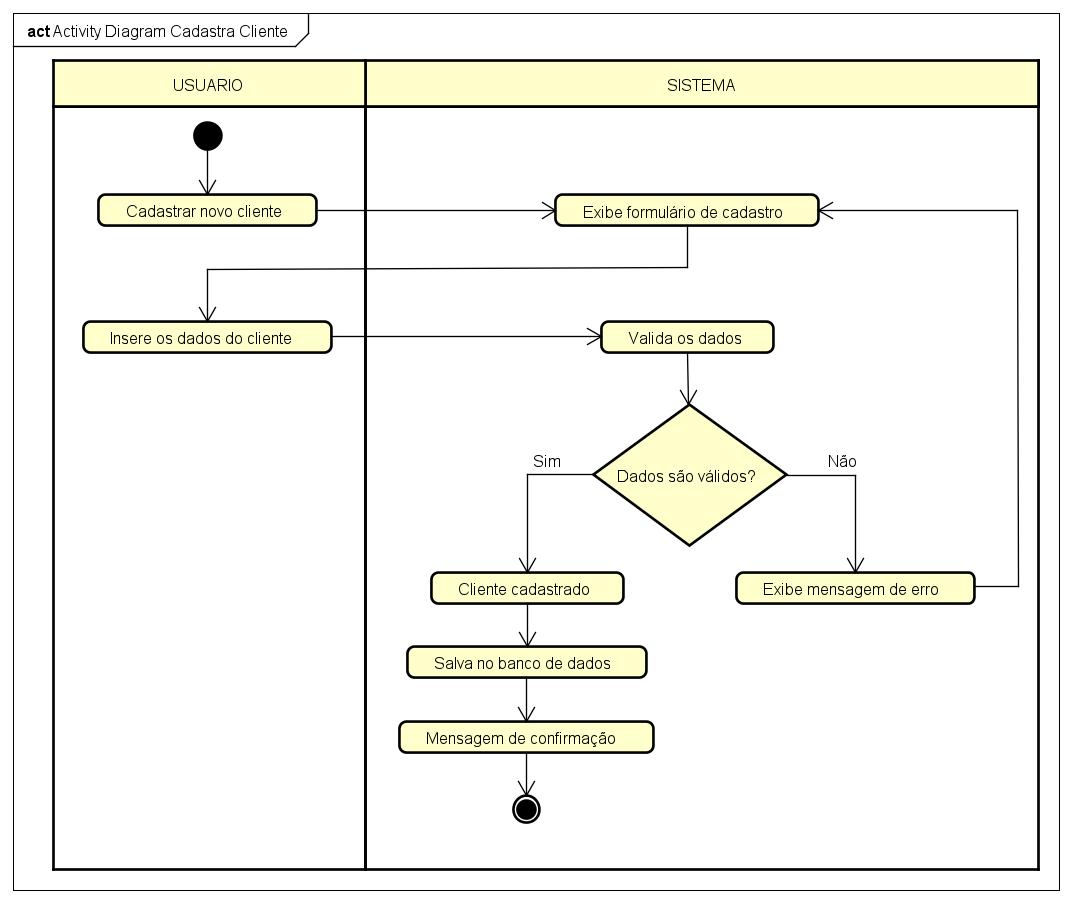 act Activity Diagram Cadastra Cliente
USUARIO
SISTEMA
Cadastrar novo cliente
Exibe formulário de cadastro
Insere os dados do cliente
Valida os dados
Sim
Não
Dados são válidos?
Cliente cadastrado
Exibe mensagem de erro
Salva no banco de dados
Mensagem de confirmação